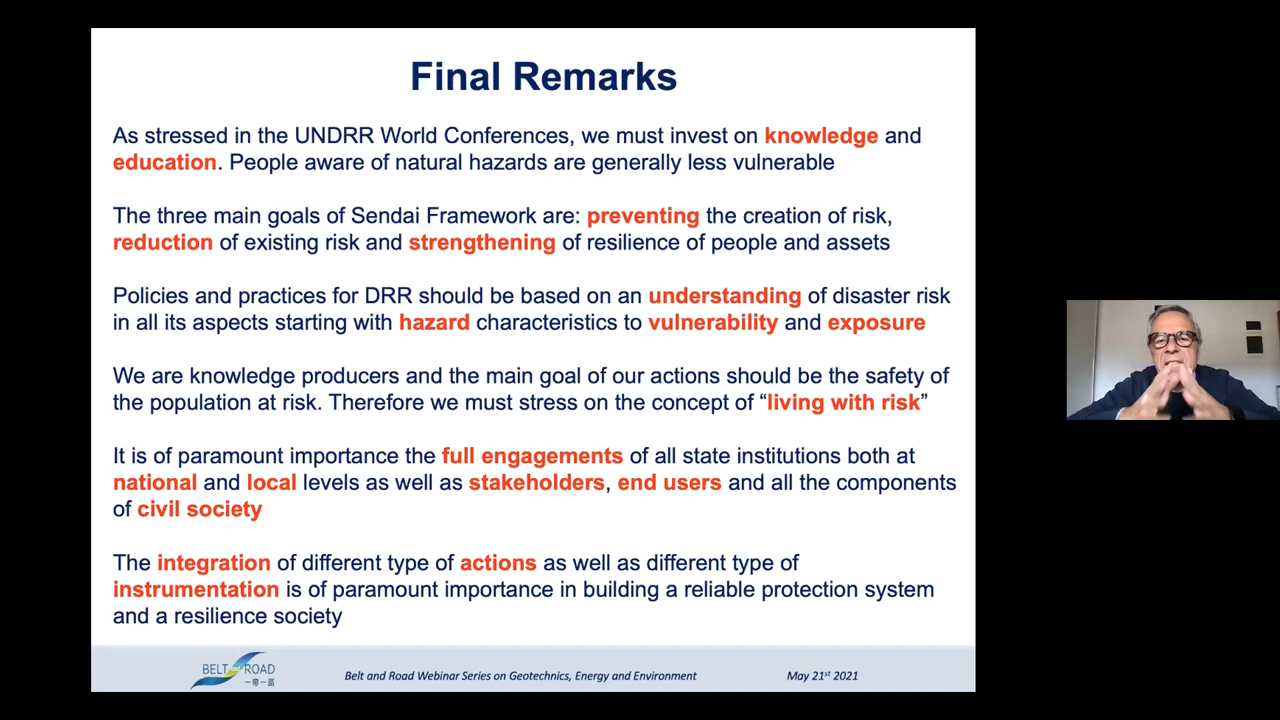 Final Remarks
As stressed in the UNDRR World Conferences, we must invest on knowledge and
education. People aware of natural hazards are generally less vulnerable
The three main goals of Sendai Framework are: preventing the creation of risk,
reduction of existing risk and strengthening of resilience of people and assets
Policies and practices for DRR should be based on an understanding of disaster risk
in all its aspects starting with hazard characteristics to vulnerability and exposure
We are knowledge producers and the main goal of our actions should be the safety of
the population at risk. Therefore we must stress on the concept of “living with risk”
It is of paramount importance the full engagements of all state institutions both at
national and local levels as well as stakeholders, end users and all the components
of civil society
The integration of different type of actions as well as different type of
instrumentation is of paramount importance in building a reliable protection system
and a resilience society
BELT ROAD
一帶一路
Belt and Road Webinar Series on Geotechnics, Energy and Environment
May 21st 2021